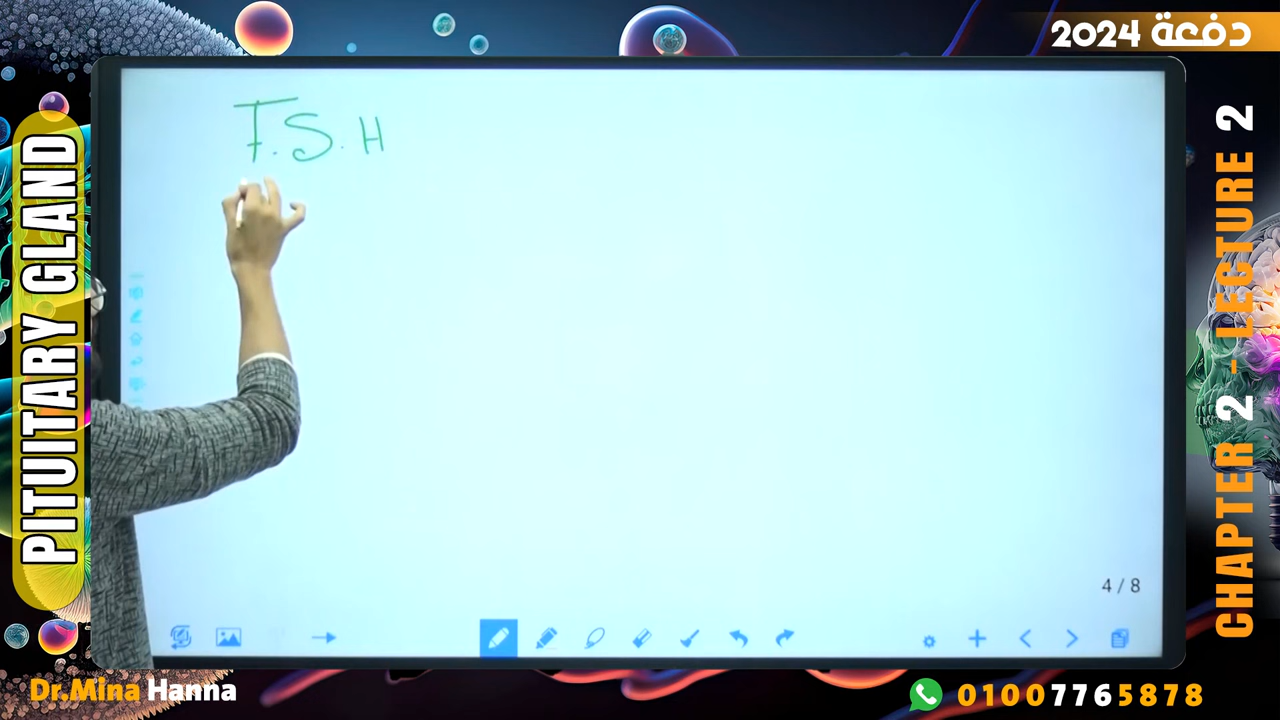 دفعة 2024
PITUITARY GLAND
T.S.H
CHAPTER 2 - LECTURE 2
4 / 8
Dr.Mina Hanna
01007765878